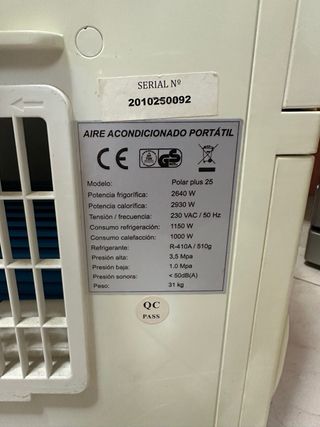 SERIAL Nº
2010250092
AIRE ACONDICIONADO PORTÁTIL
CE
GS
Modelo: Polar plus 25
Potencia frigorífica: 2640 W
Potencia calorífica: 2930 W
Tensión / frecuencia: 230 VAC / 50 Hz
Consumo refrigeración: 1150 W
Consumo calefacción: 1000 W
Refrigerante: R-410A / 510g
Presión alta: 3,5 Mpa
Presión baja: 1,0 Mpa
Presión sonora: < 50dB(A)
Peso: 31 kg
QC
PASS